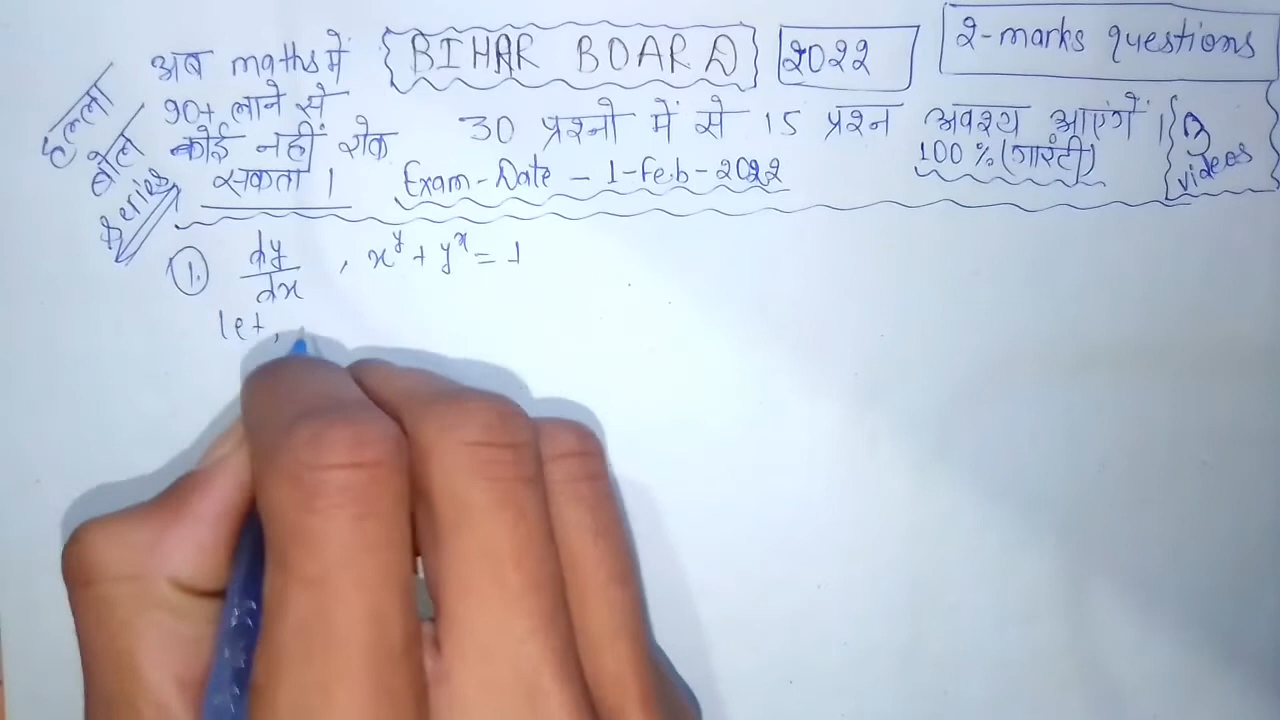 अब maths में
90+ लाने से
कोई नहीं रोक
सकता।
हल्ला
बोल
series
BIHAR BOARD
2022
2-marks questions
30 प्रश्नो में से 15 प्रश्न अवश्य आएंगें।
100% (गारंटी)
3
videos
Exam-Date - 1-Feb-2022
1. dy/dx , x^y + y^x = 1
let,